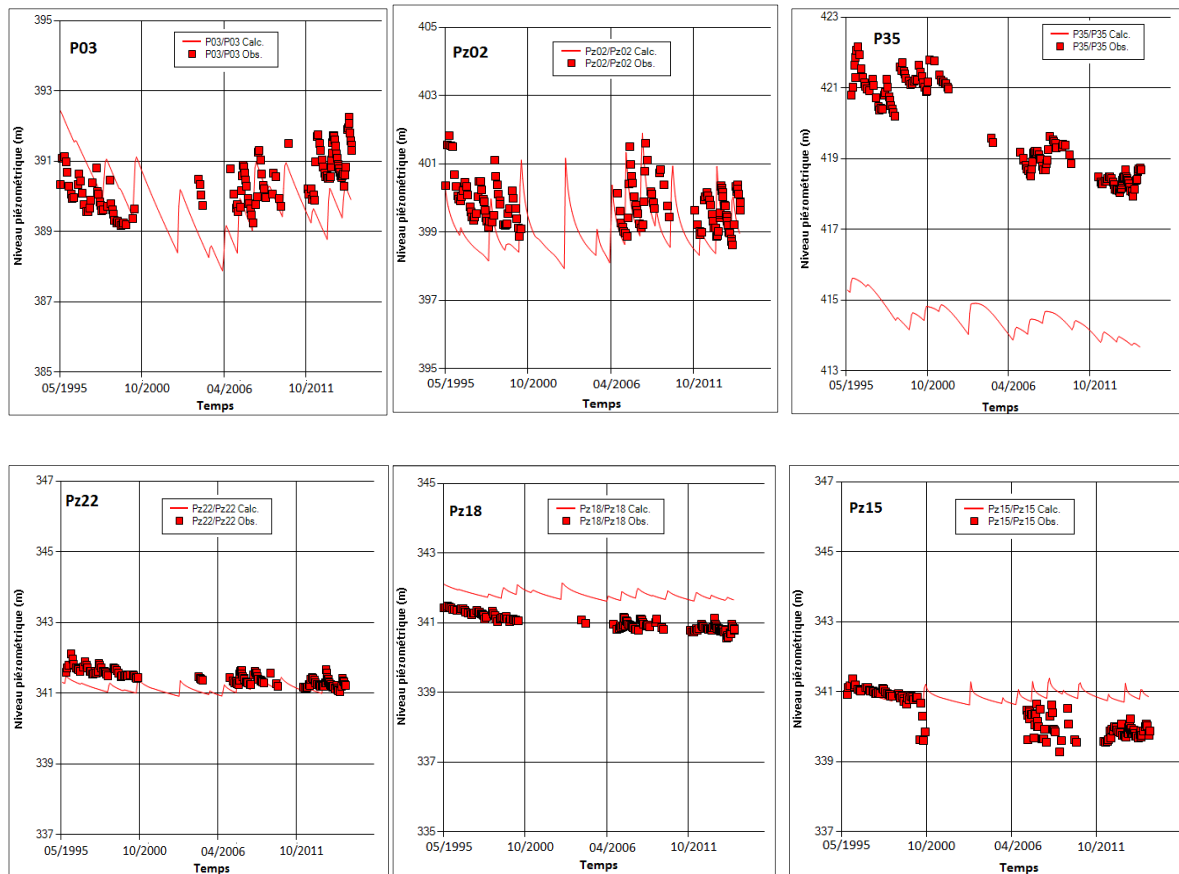 P03
P03/P03 Calc.
P03/P03 Obs.
Niveau piézométrique (m)
395
393
391
389
387
385
05/1995
10/2000
04/2006
10/2011
Temps
Pz02
Pz02/Pz02 Calc.
Pz02/Pz02 Obs.
Niveau piézométrique (m)
405
403
401
399
397
395
05/1995
10/2000
04/2006
10/2011
Temps
P35
P35/P35 Calc.
P35/P35 Obs.
Niveau piézométrique (m)
423
421
419
417
415
413
05/1995
10/2000
04/2006
10/2011
Temps
Pz22
Pz22/Pz22 Calc.
Pz22/Pz22 Obs.
Niveau piézométrique (m)
347
345
343
341
339
337
05/1995
10/2000
04/2006
10/2011
Temps
Pz18
Pz18/Pz18 Calc.
Pz18/Pz18 Obs.
Niveau piézométrique (m)
345
343
341
339
337
335
05/1995
10/2000
04/2006
10/2011
Temps
Pz15
Pz15/Pz15 Calc.
Pz15/Pz15 Obs.
Niveau piézométrique (m)
347
345
343
341
339
337
05/1995
10/2000
04/2006
10/2011
Temps